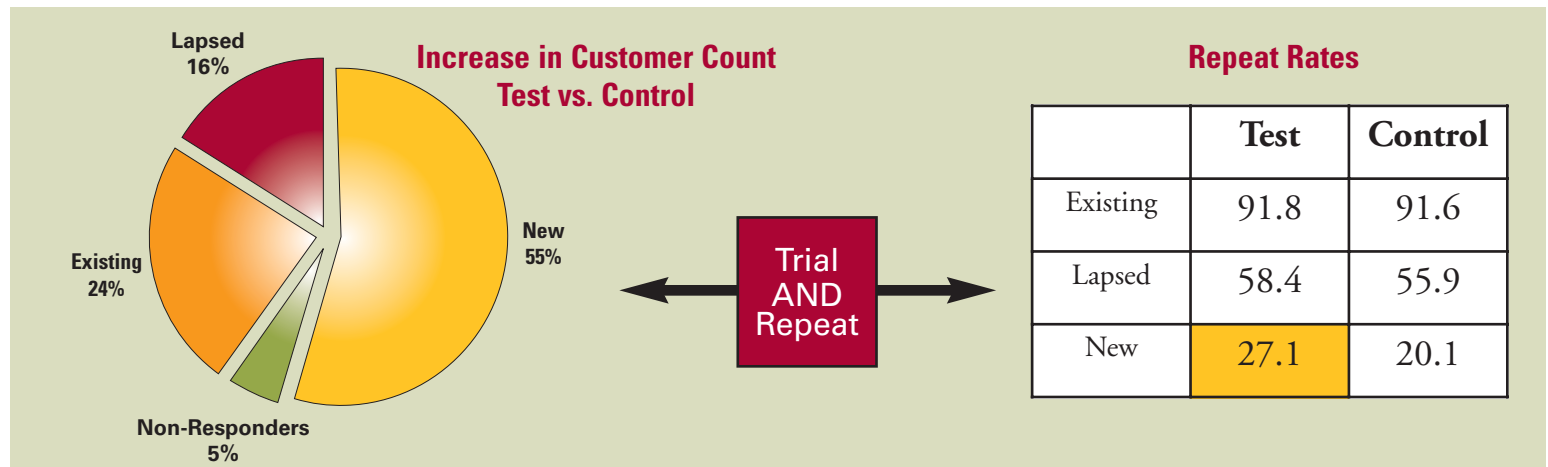 Increase in Customer Count
Test vs. Control
Lapsed
16%
New
55%
Existing
24%
Non-Responders
5%
Trial
AND
Repeat
Repeat Rates
Test Control
Existing 91.8 91.6
Lapsed 58.4 55.9
New 27.1 20.1